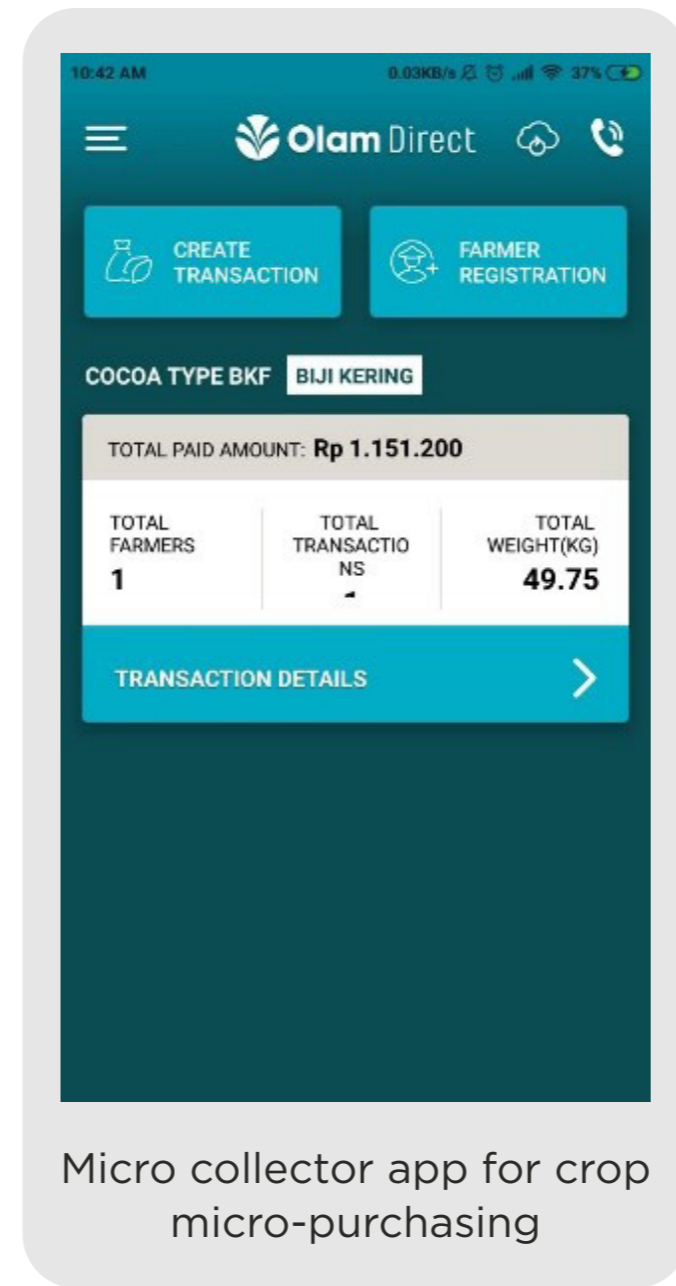 10:42 AM 0.03KB/s 37%
Olam Direct
CREATE
TRANSACTION
FARMER
REGISTRATION
COCOA TYPE BKF BIJI KERING
TOTAL PAID AMOUNT: Rp 1.151.200
TOTAL
FARMERS
1
TOTAL
TRANSACTIO
NS
TOTAL
WEIGHT(KG)
49.75
TRANSACTION DETAILS
Micro collector app for crop
micro-purchasing